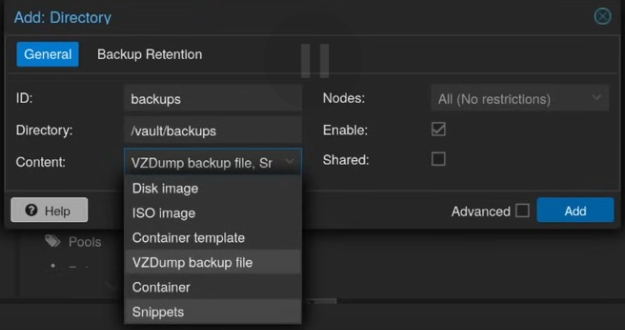 Add: Directory
General Backup Retention
ID: backups Nodes: All (No restrictions)
Directory: /vault/backups Enable:
Content: VZDump backup file, Sr Shared:
Disk image
ISO image
Container template
VZDump backup file
Container
Snippets
Help Advanced Add
Pools